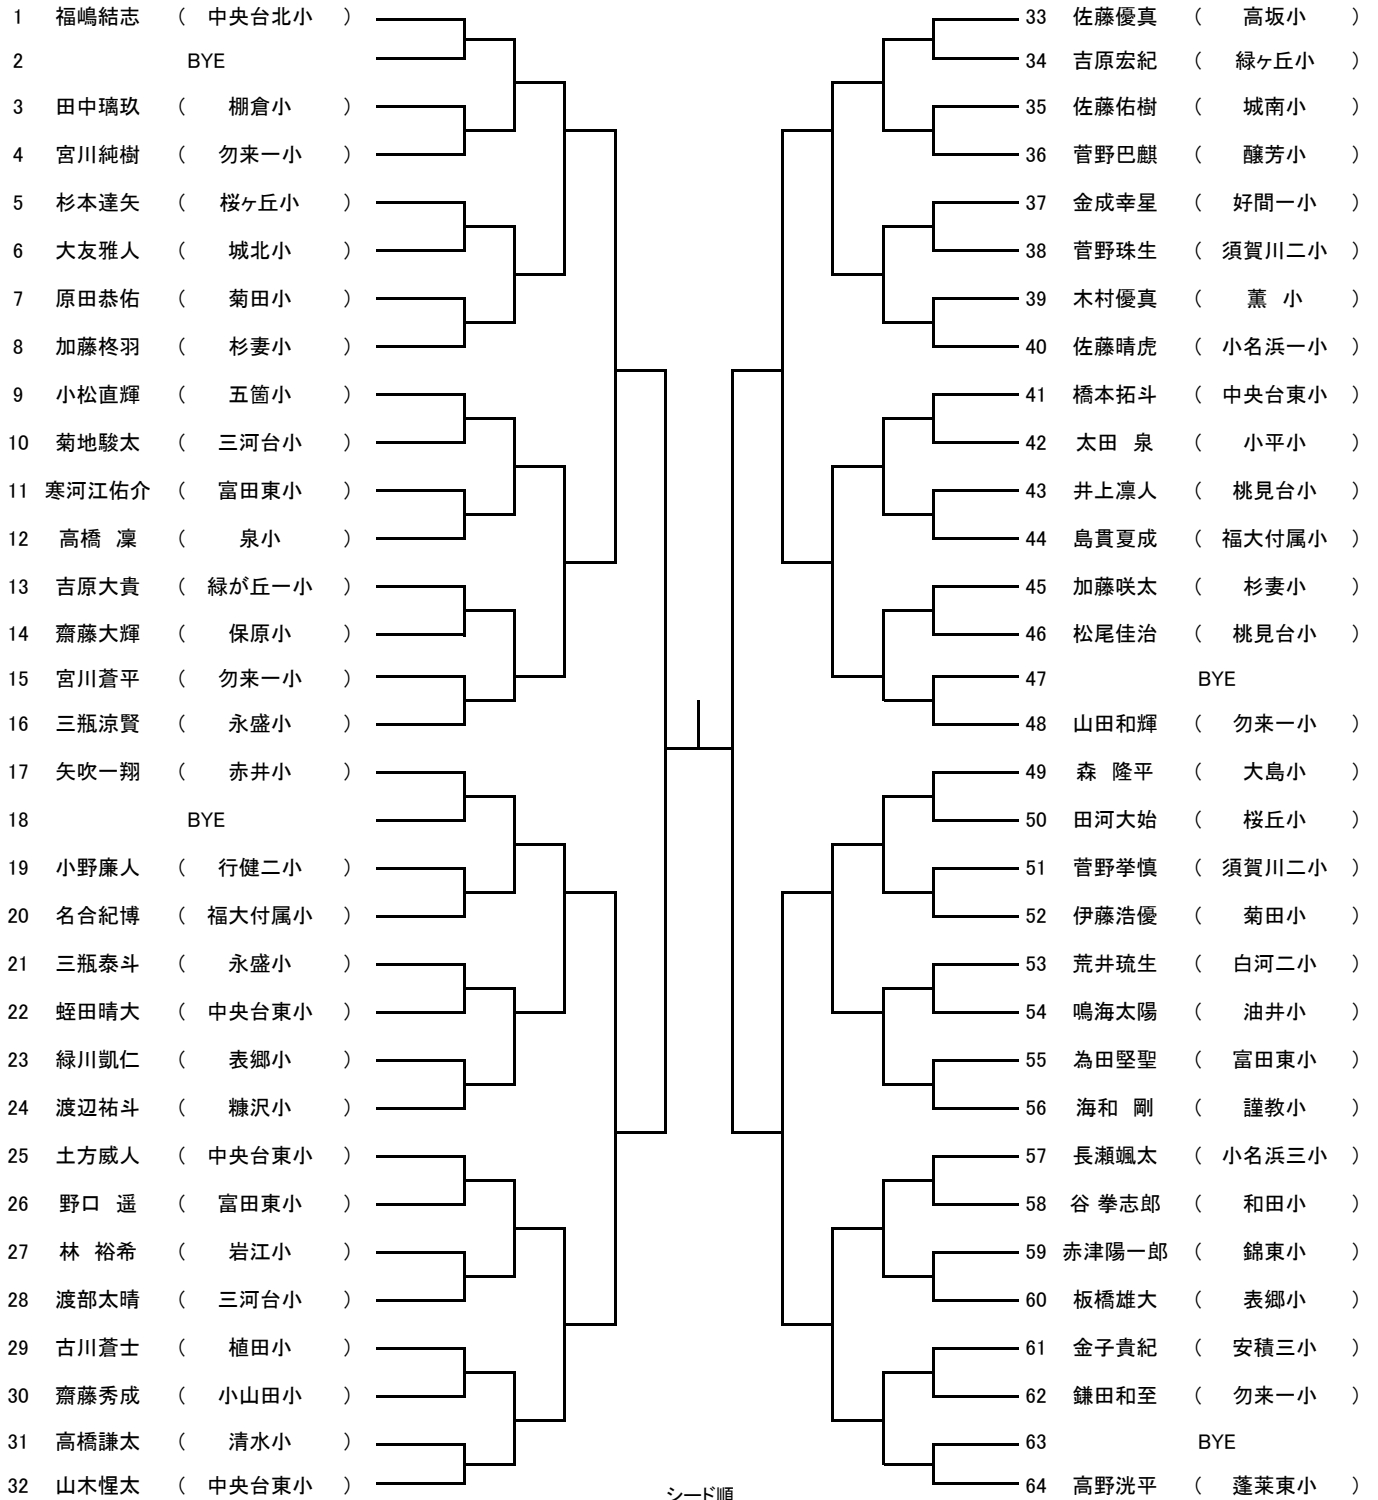 1 福嶋結志 ( 中央台北小 )
2 BYE
3 田中璃玖 ( 棚倉小 )
4 宮川純樹 ( 勿来一小 )
5 杉本達矢 ( 桜ヶ丘小 )
6 大友雅人 ( 城北小 )
7 原田恭佑 ( 菊田小 )
8 加藤柊羽 ( 杉妻小 )
9 小松直輝 ( 五箇小 )
10 菊地駿太 ( 三河台小 )
11 寒河江佑介 ( 富田東小 )
12 高橋 凜 ( 泉小 )
13 吉原大貴 ( 緑が丘一小 )
14 齋藤大輝 ( 保原小 )
15 宮川蒼平 ( 勿来一小 )
16 三瓶涼賢 ( 永盛小 )
17 矢吹一翔 ( 赤井小 )
18 BYE
19 小野廉人 ( 行健二小 )
20 名合紀博 ( 福大付属小 )
21 三瓶泰斗 ( 永盛小 )
22 蛭田晴大 ( 中央台東小 )
23 緑川凱仁 ( 表郷小 )
24 渡辺祐斗 ( 糠沢小 )
25 土方威人 ( 中央台東小 )
26 野口 遥 ( 富田東小 )
27 林 裕希 ( 岩江小 )
28 渡部太晴 ( 三河台小 )
29 古川蒼士 ( 植田小 )
30 齋藤秀成 ( 小山田小 )
31 高橋謙太 ( 清水小 )
32 山木惺太 ( 中央台東小 )
33 佐藤優真 ( 高坂小 )
34 吉原宏紀 ( 緑ヶ丘小 )
35 佐藤佑樹 ( 城南小 )
36 菅野巴麒 ( 醸芳小 )
37 金成幸星 ( 好間一小 )
38 菅野珠生 ( 須賀川二小 )
39 木村優真 ( 薫 小 )
40 佐藤晴虎 ( 小名浜一小 )
41 橋本拓斗 ( 中央台東小 )
42 太田 泉 ( 小平小 )
43 井上凛人 ( 桃見台小 )
44 島貫夏成 ( 福大付属小 )
45 加藤咲太 ( 杉妻小 )
46 松尾佳治 ( 桃見台小 )
47 BYE
48 山田和輝 ( 勿来一小 )
49 森 隆平 ( 大島小 )
50 田河大始 ( 桜丘小 )
51 菅野挙慎 ( 須賀川二小 )
52 伊藤浩優 ( 菊田小 )
53 荒井琉生 ( 白河二小 )
54 鳴海太陽 ( 油井小 )
55 為田堅聖 ( 富田東小 )
56 海和 剛 ( 謹教小 )
57 長瀬颯太 ( 小名浜三小 )
58 谷 拳志郎 ( 和田小 )
59 赤津陽一郎 ( 錦東小 )
60 板橋雄大 ( 表郷小 )
61 金子貴紀 ( 安積三小 )
62 鎌田和至 ( 勿来一小 )
63 BYE
64 高野洸平 ( 蓬莱東小 )
シード順